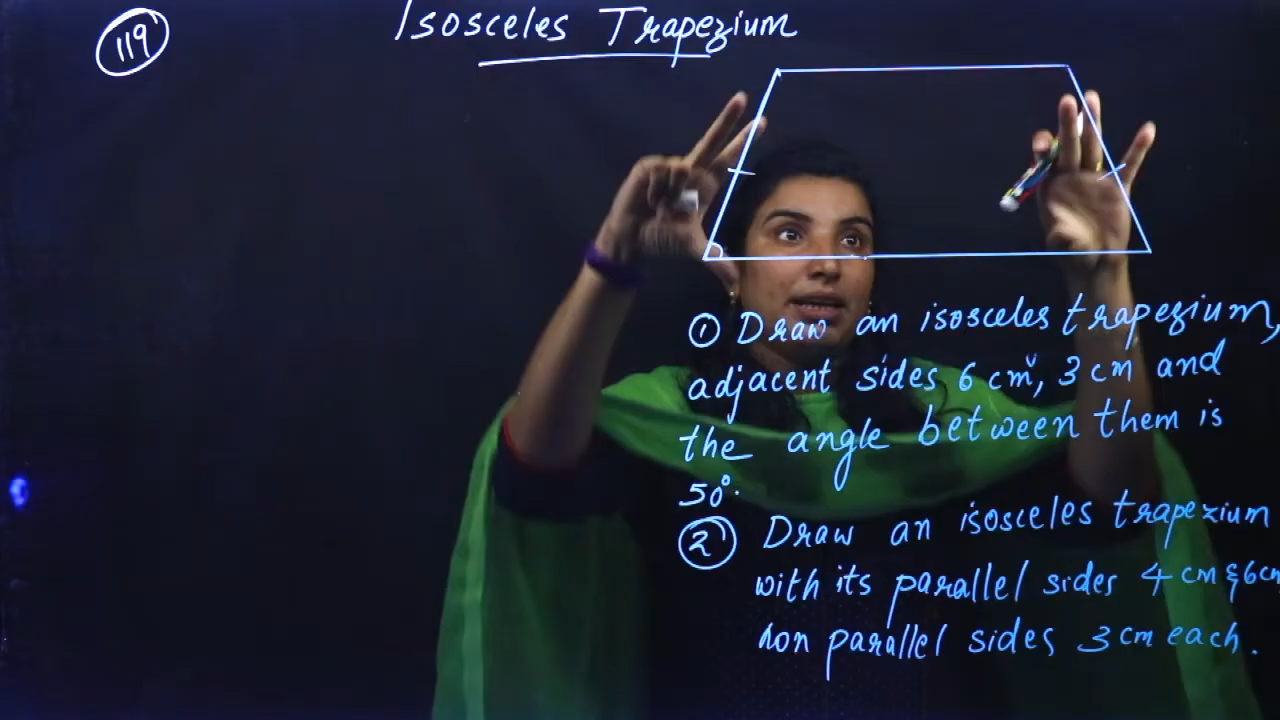 119
Isosceles Trapezium
① Draw an isosceles trapezium,
adjacent sides 6 cm, 3 cm and
the angle between them is
50°.
② Draw an isosceles trapezium
with its parallel sides 4 cm & 6 cm
non parallel sides 3 cm each.